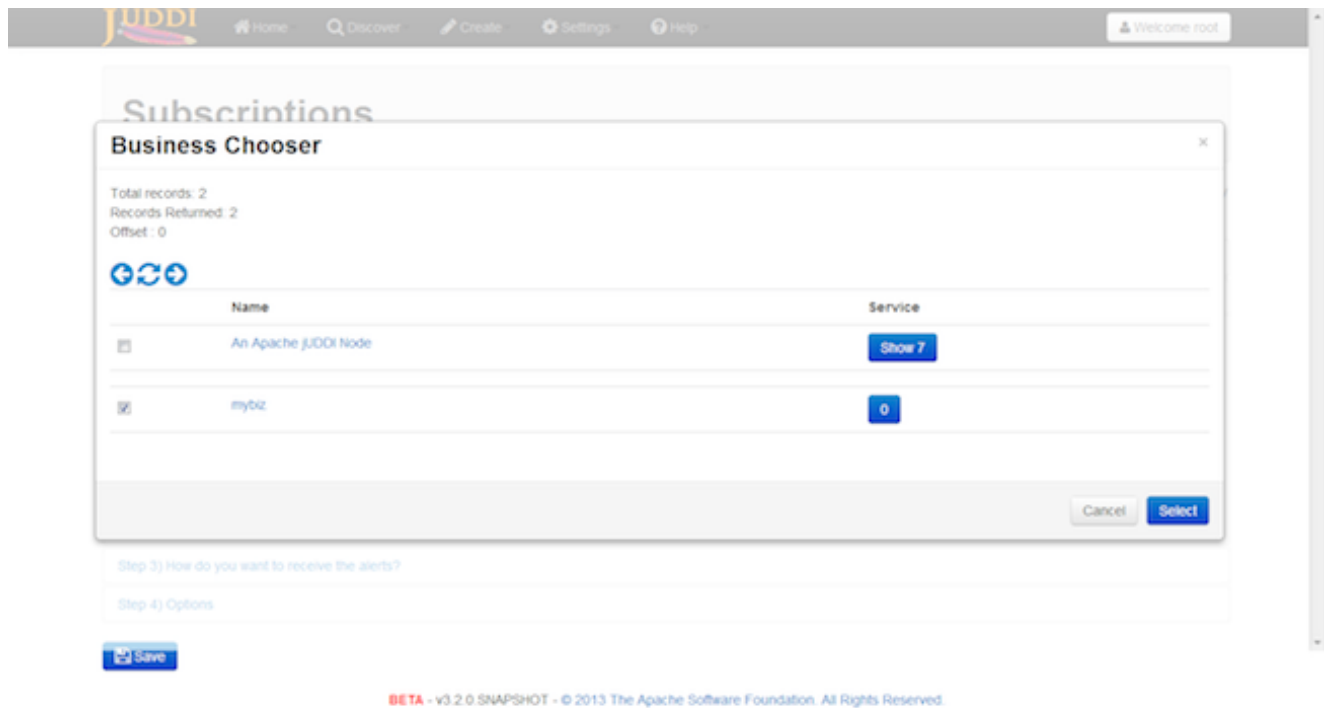 jUDDI Home Discover Create Settings Help Welcome root
Subscriptions
Business Chooser ×
Total records: 2
Records Returned: 2
Offset : 0
Name Service
An Apache jUDDI Node Show 7
mybiz 0
Cancel Select
Step 3) How do you want to receive the alerts?
Step 4) Options
Save
BETA - v3.2.0.SNAPSHOT - © 2013 The Apache Software Foundation. All Rights Reserved.